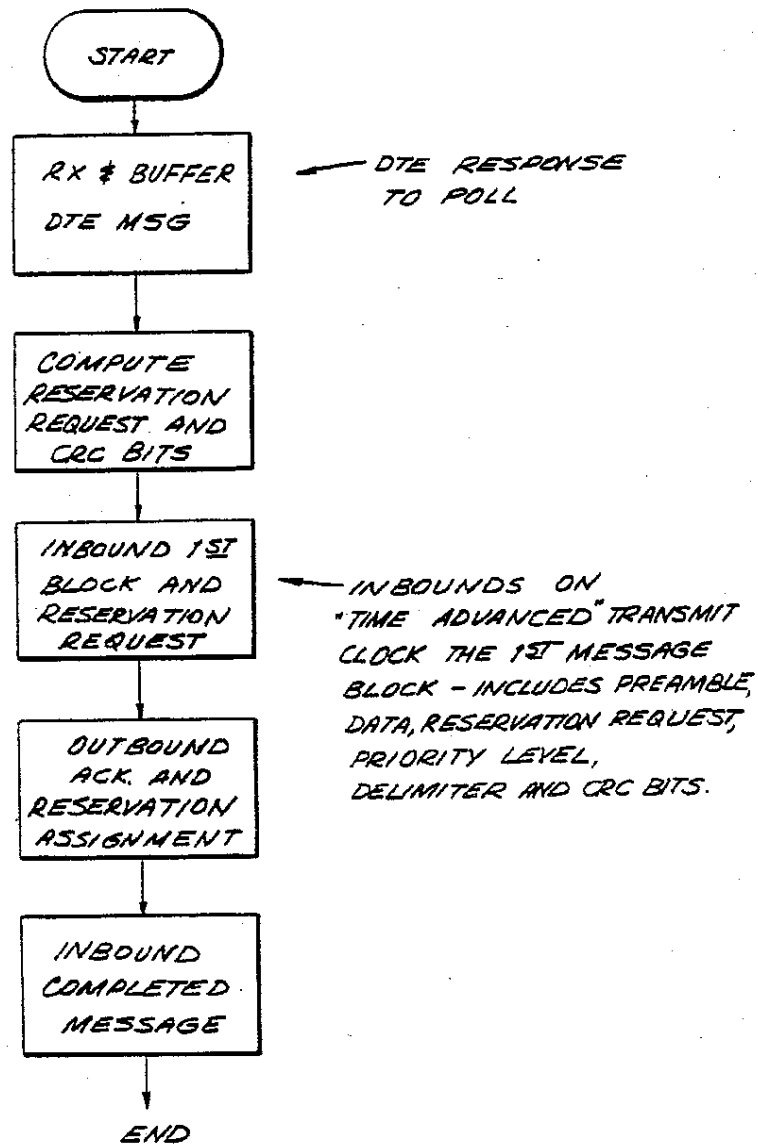 START
RX & BUFFER
DTE MSG
DTE RESPONSE
TO POLL
COMPUTE
RESERVATION
REQUEST AND
CRC BITS
INBOUND 1ST
BLOCK AND
RESERVATION
REQUEST
INBOUNDS ON
"TIME ADVANCED" TRANSMIT
CLOCK THE 1ST MESSAGE
BLOCK - INCLUDES PREAMBLE,
DATA, RESERVATION REQUEST,
PRIORITY LEVEL,
DELIMITER AND CRC BITS.
OUTBOUND
ACK. AND
RESERVATION
ASSIGNMENT
INBOUND
COMPLETED
MESSAGE
END